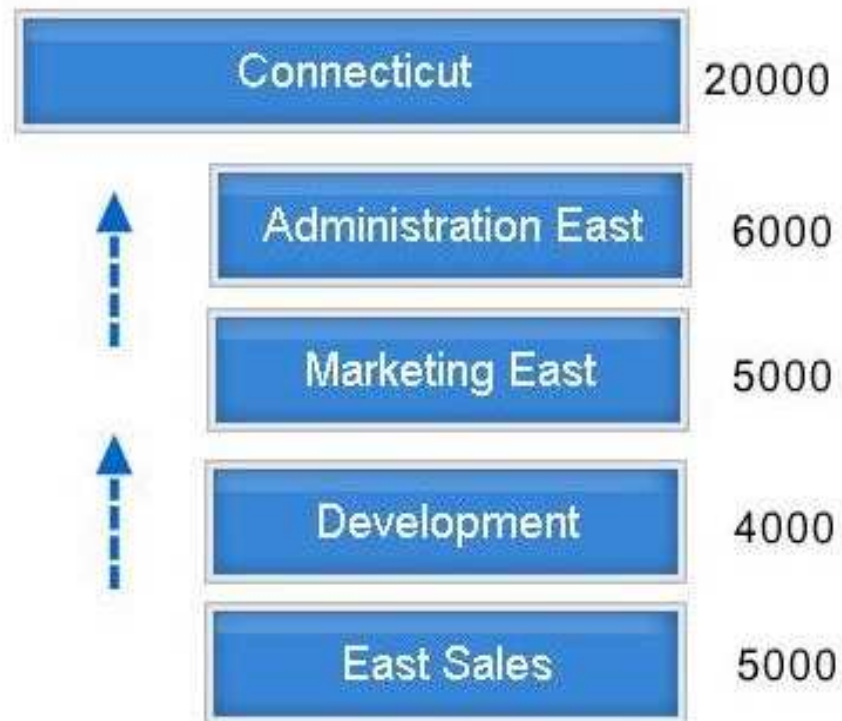 Connecticut 20000
Administration East 6000
Marketing East 5000
Development 4000
East Sales 5000